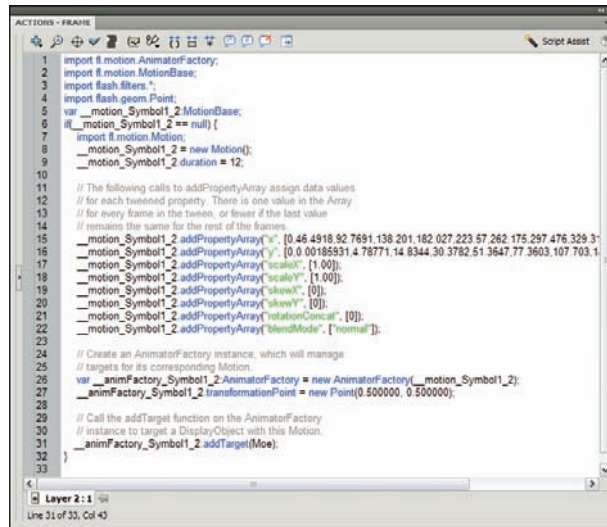 ACTIONS - FRAME
Script Assist
1 import fl.motion.AnimatorFactory;
2 import fl.motion.MotionBase;
3 import flash.filters.*;
4 import flash.geom.Point;
5 var __motion_Symbol1_2:MotionBase;
6 if(__motion_Symbol1_2 == null) {
7 import fl.motion.Motion;
8 __motion_Symbol1_2 = new Motion();
9 __motion_Symbol1_2.duration = 12;
10
11 // The following calls to addPropertyArray assign data values
12 // for each tweened property. There is one value in the Array
13 // for every frame in the tween, or fewer if the last value
14 // remains the same for the rest of the frames.
15 __motion_Symbol1_2.addPropertyArray("x", [0,46.4918,92.7691,138.201,182.027,223.57,262.175,297.476,329.3
16 __motion_Symbol1_2.addPropertyArray("y", [0,0.00185931,4.78771,14.8344,30.3782,51.3647,77.3603,107.703,1
17 __motion_Symbol1_2.addPropertyArray("scaleX", [1.00]);
18 __motion_Symbol1_2.addPropertyArray("scaleY", [1.00]);
19 __motion_Symbol1_2.addPropertyArray("skewX", [0]);
20 __motion_Symbol1_2.addPropertyArray("skewY", [0]);
21 __motion_Symbol1_2.addPropertyArray("rotationConcat", [0]);
22 __motion_Symbol1_2.addPropertyArray("blendMode", ["normal"]);
23
24 // Create an AnimatorFactory instance, which will manage
25 // targets for its corresponding Motion.
26 var __animFactory_Symbol1_2:AnimatorFactory = new AnimatorFactory(__motion_Symbol1_2);
27 __animFactory_Symbol1_2.transformationPoint = new Point(0.500000, 0.500000);
28
29 // Call the addTarget function on the AnimatorFactory
30 // instance to target a DisplayObject with this Motion.
31 __animFactory_Symbol1_2.addTarget(Moe);
32 }
33
Layer 2 : 1
Line 31 of 33, Col 43